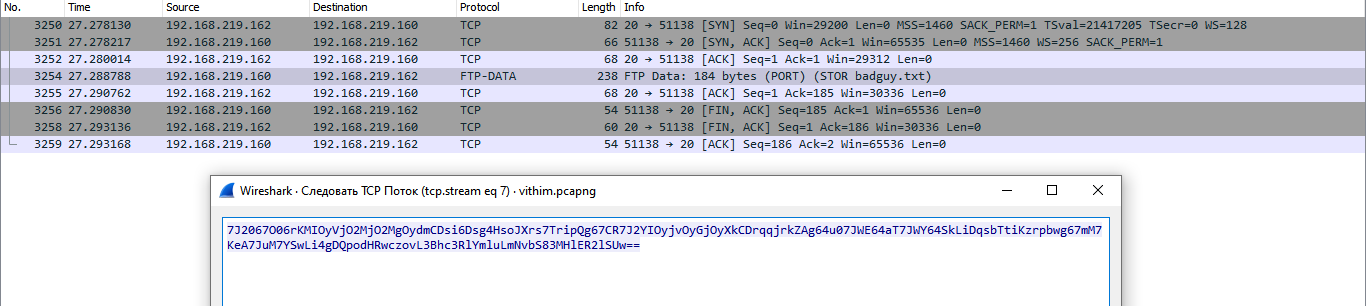 No. Time Source Destination Protocol Length Info
3250 27.278130 192.168.219.162 192.168.219.160 TCP 82 20 → 51138 [SYN] Seq=0 Win=29200 Len=0 MSS=1460 SACK_PERM=1 TSval=21417205 TSecr=0 WS=128
3251 27.278217 192.168.219.160 192.168.219.162 TCP 66 51138 → 20 [SYN, ACK] Seq=0 Ack=1 Win=65535 Len=0 MSS=1460 WS=256 SACK_PERM=1
3252 27.280014 192.168.219.162 192.168.219.160 TCP 68 20 → 51138 [ACK] Seq=1 Ack=1 Win=29312 Len=0
3254 27.288788 192.168.219.160 192.168.219.162 FTP-DATA 238 FTP Data: 184 bytes (PORT) (STOR badguy.txt)
3255 27.290762 192.168.219.162 192.168.219.160 TCP 68 20 → 51138 [ACK] Seq=1 Ack=185 Win=30336 Len=0
3256 27.290830 192.168.219.160 192.168.219.162 TCP 54 51138 → 20 [FIN, ACK] Seq=185 Ack=1 Win=65536 Len=0
3258 27.293136 192.168.219.162 192.168.219.160 TCP 60 20 → 51138 [FIN, ACK] Seq=1 Ack=186 Win=30336 Len=0
3259 27.293168 192.168.219.160 192.168.219.162 TCP 54 51138 → 20 [ACK] Seq=186 Ack=2 Win=65536 Len=0
Wireshark · Следовать TCP Поток (tcp.stream eq 7) · vithim.pcapng
7J2067O06rKMIOyVjO2MjO2MgOydmCDsi6Dsg4HsoJXrs7TripQg67CR7J2YIOyjvOyGjOyXkCDrqqjrkZAg64u07JWE64aT7JWY64SkLiDqsbTtiKzrpbwg67mM7
KeA7JuM7YSwLi4gDQpodHRwczovL3Bhc3RlYmluLmNvbS83MHlER2lSUw==